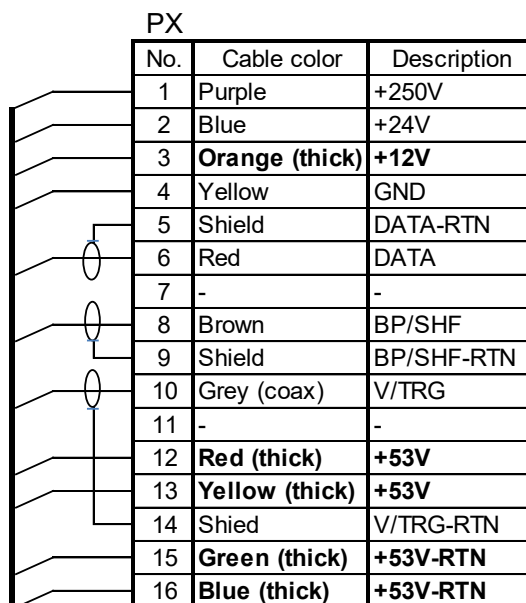 PX
No. Cable color Description
1 Purple +250V
2 Blue +24V
3 Orange (thick) +12V
4 Yellow GND
5 Shield DATA-RTN
6 Red DATA
7 - -
8 Brown BP/SHF
9 Shield BP/SHF-RTN
10 Grey (coax) V/TRG
11 - -
12 Red (thick) +53V
13 Yellow (thick) +53V
14 Shied V/TRG-RTN
15 Green (thick) +53V-RTN
16 Blue (thick) +53V-RTN